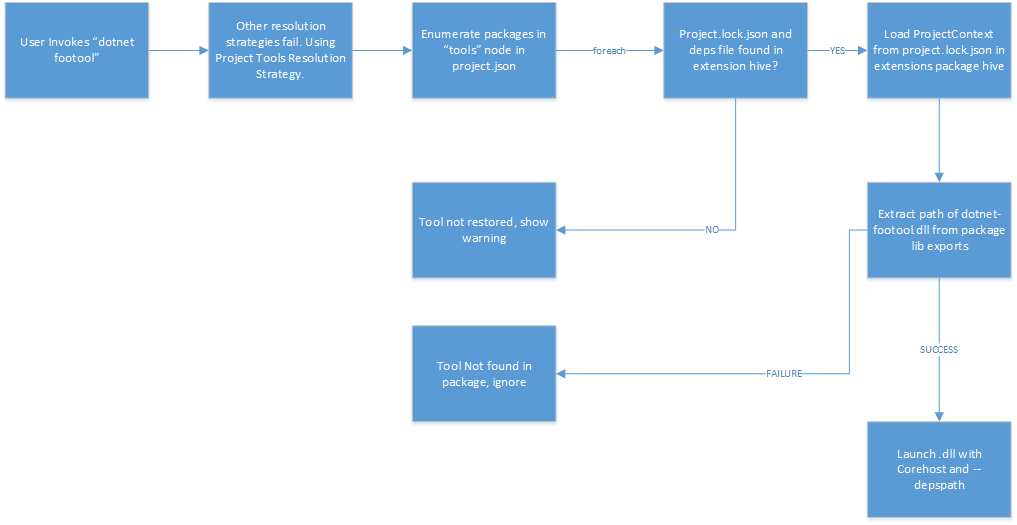 User Invokes “dotnet
footool”
Other resolution
strategies fail. Using
Project Tools Resolution
Strategy.
Enumerate packages in
“tools” node in
project.json
foreach
Project.lock.json and
deps file found in
extension hive?
YES
Load ProjectContext
from project.lock.json in
extensions package hive
Tool not restored, show
warning
NO
Extract path of dotnet-
footool.dll from package
lib exports
Tool Not found in
package, ignore
FAILURE
SUCCESS
Launch .dll with
Corehost and --
depspath